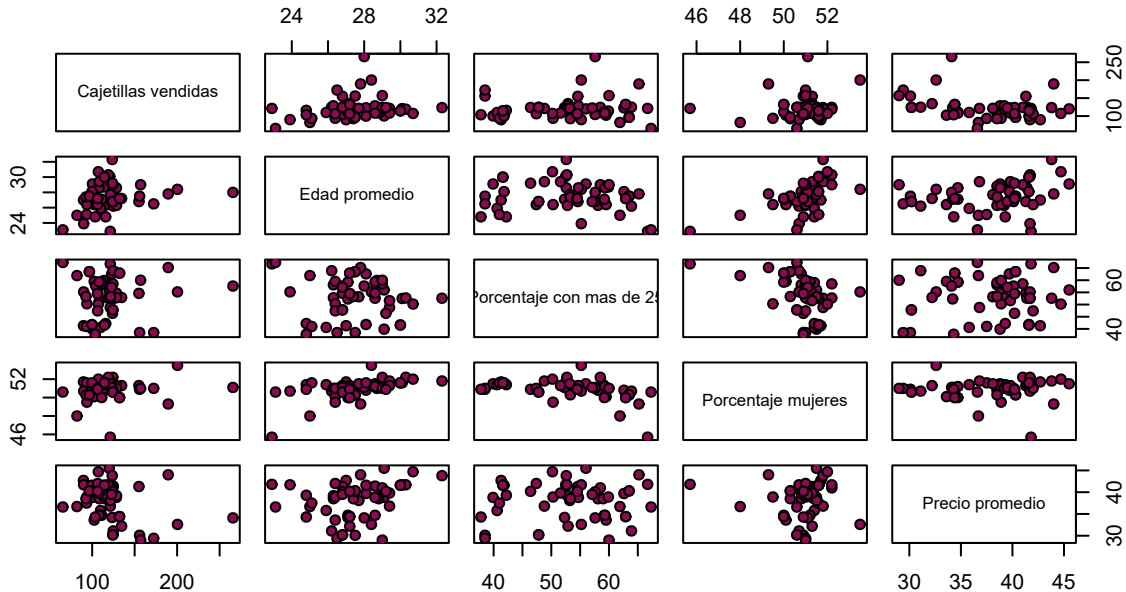 24 28 32 46 48 50 52
Cajetillas vendidas
100 250
Edad promedio
24 30
Porcentaje con mas de 25
40 60
Porcentaje mujeres
46 52
Precio promedio
30 40
100 200 40 50 60 30 35 40 45